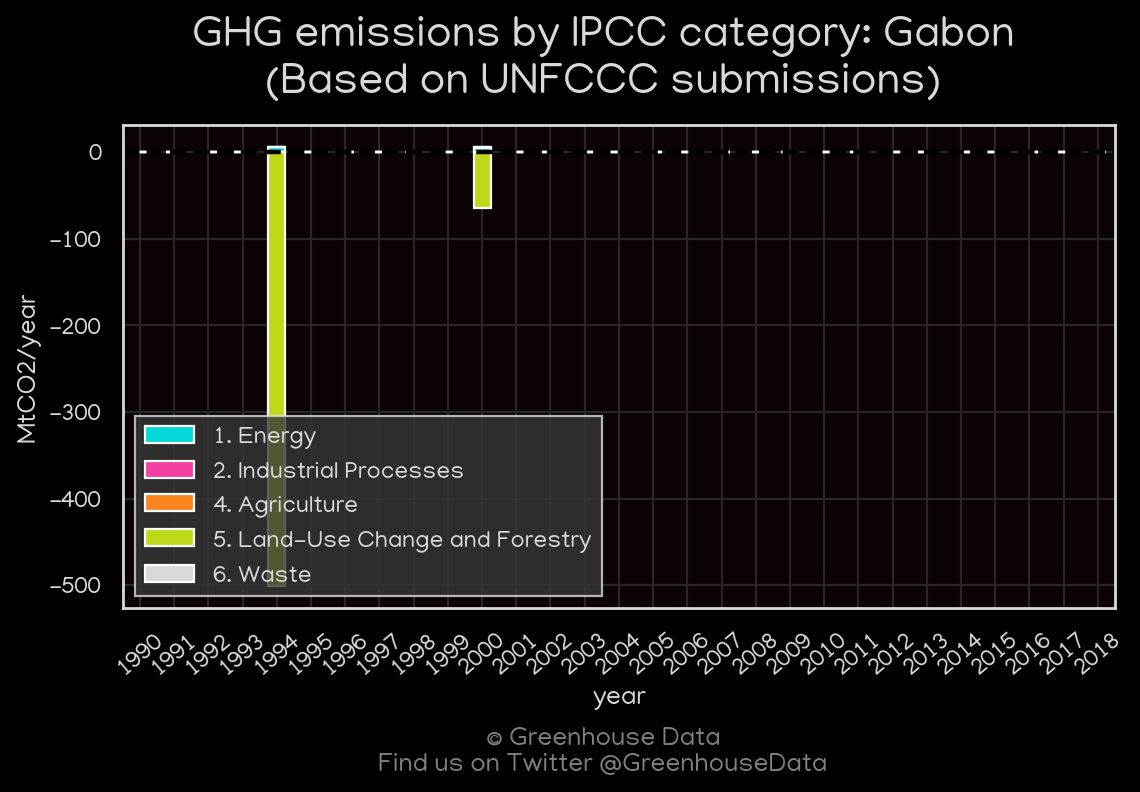 GHG emissions by IPCC category: Gabon
(Based on UNFCCC submissions)
MtCO2/year
0
−100
−200
−300
−400
−500
1. Energy
2. Industrial Processes
4. Agriculture
5. Land-Use Change and Forestry
6. Waste
1990 1991 1992 1993 1994 1995 1996 1997 1998 1999 2000 2001 2002 2003 2004 2005 2006 2007 2008 2009 2010 2011 2012 2013 2014 2015 2016 2017 2018
year
© Greenhouse Data
Find us on Twitter @GreenhouseData